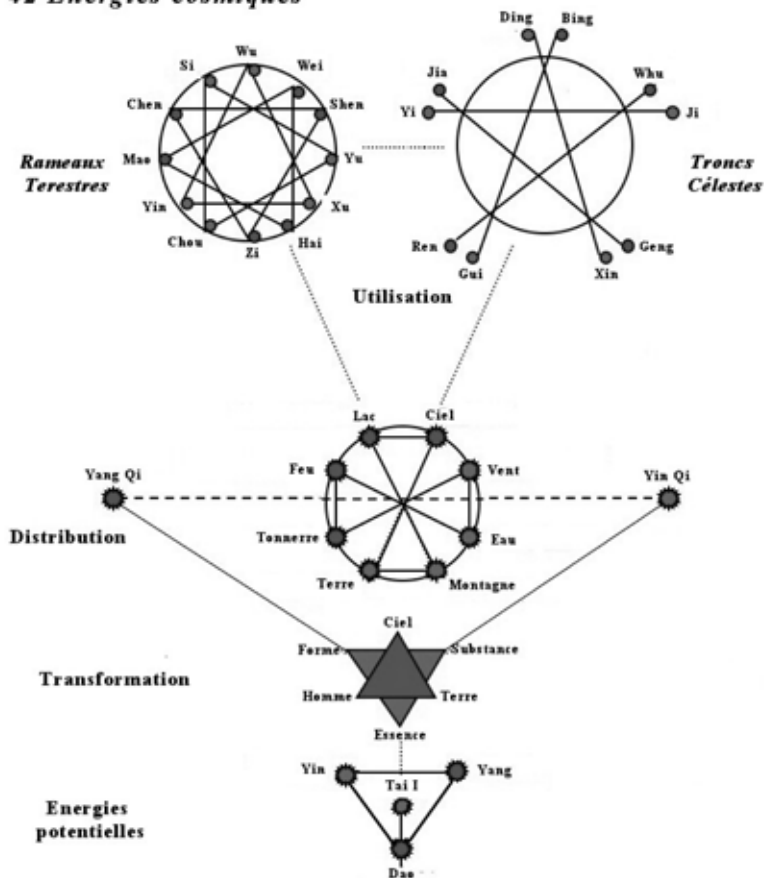 42 Energies cosmiques
Ding Bing
Wu
Si Wei
Jia Whu
Chen Shen
Yi Ji
Rameaux
Terestres
Mao Yu
Troncs
Célestes
Yin Xu
Chou Hai
Zi
Ren Geng
Gui Xin
Utilisation
Lac Ciel
Yang Qi Feu Vent Yin Qi
Distribution
Tonnerre Eau
Terre Montagne
Ciel
Forme Substance
Transformation
Homme Terre
Essence
Yin Yang
Tai I
Energies
potentielles
Dao